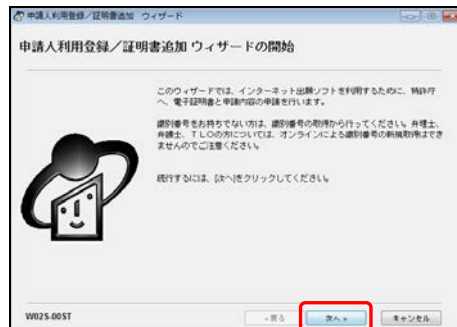 申請人利用登録／証明書追加 ウィザード
申請人利用登録／証明書追加 ウィザードの開始
このウィザードでは、インターネット出願ソフトを利用するために、特許庁
へ、電子証明書と申請内容の申請を行います。
識別番号をお持ちでない方は、識別番号の取得から行ってください。弁理士、
弁護士、TLOの方については、オンラインによる識別番号の新規取得はでき
ませんのでご注意ください。
続行するには、[次へ]をクリックしてください。
W02S-00ST
＜戻る
次へ＞
キャンセル